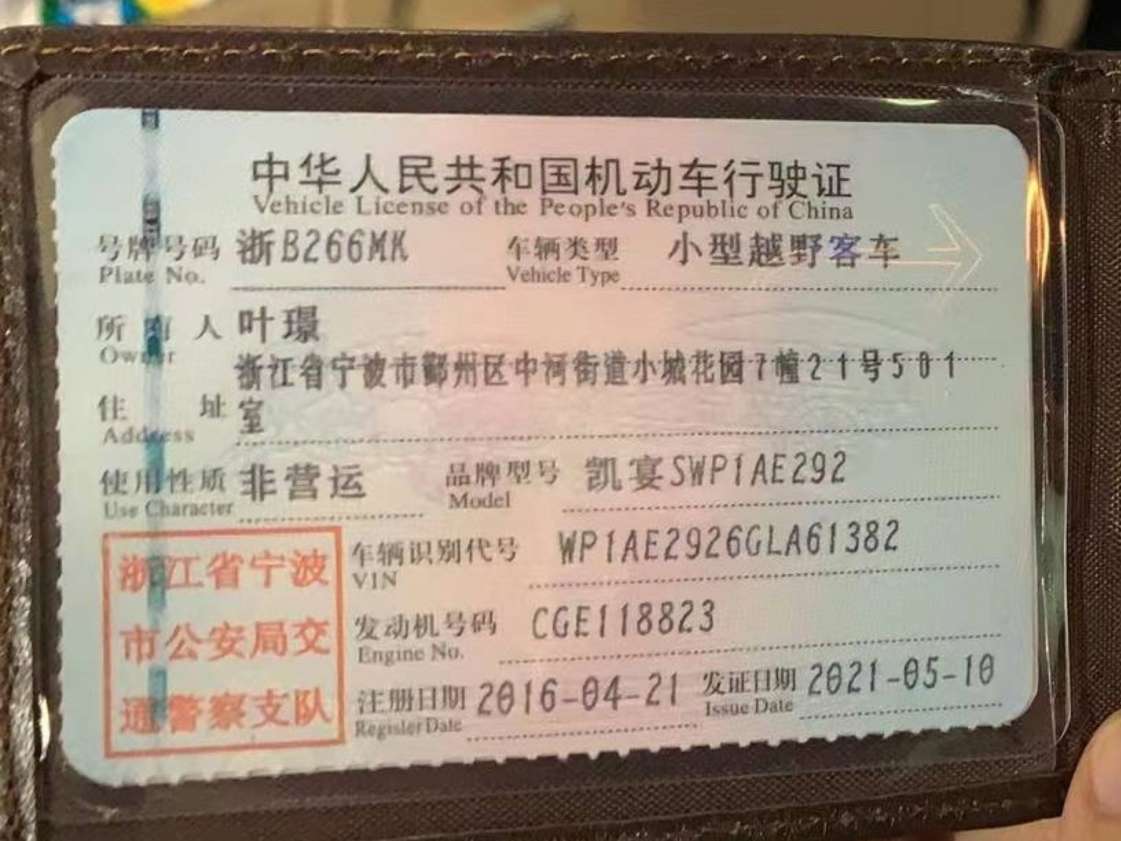 中华人民共和国机动车行驶证
Vehicle License of the People's Republic of China
号牌号码 浙B266MK 车辆类型 小型越野客车
Plate No. Vehicle Type
所有人 叶璟
Owner
浙江省宁波市鄞州区中河街道小城花园7幢21号501
住址 室
Address
使用性质 非营运 品牌型号 凯宴SWP1AE292
Use Character Model
浙江省宁波
市公安局交
通警察支队
车辆识别代号 WP1AE2926GLA61382
VIN
发动机号码 CGE118823
Engine No.
注册日期 2016-04-21 发证日期 2021-05-10
Register Date Issue Date